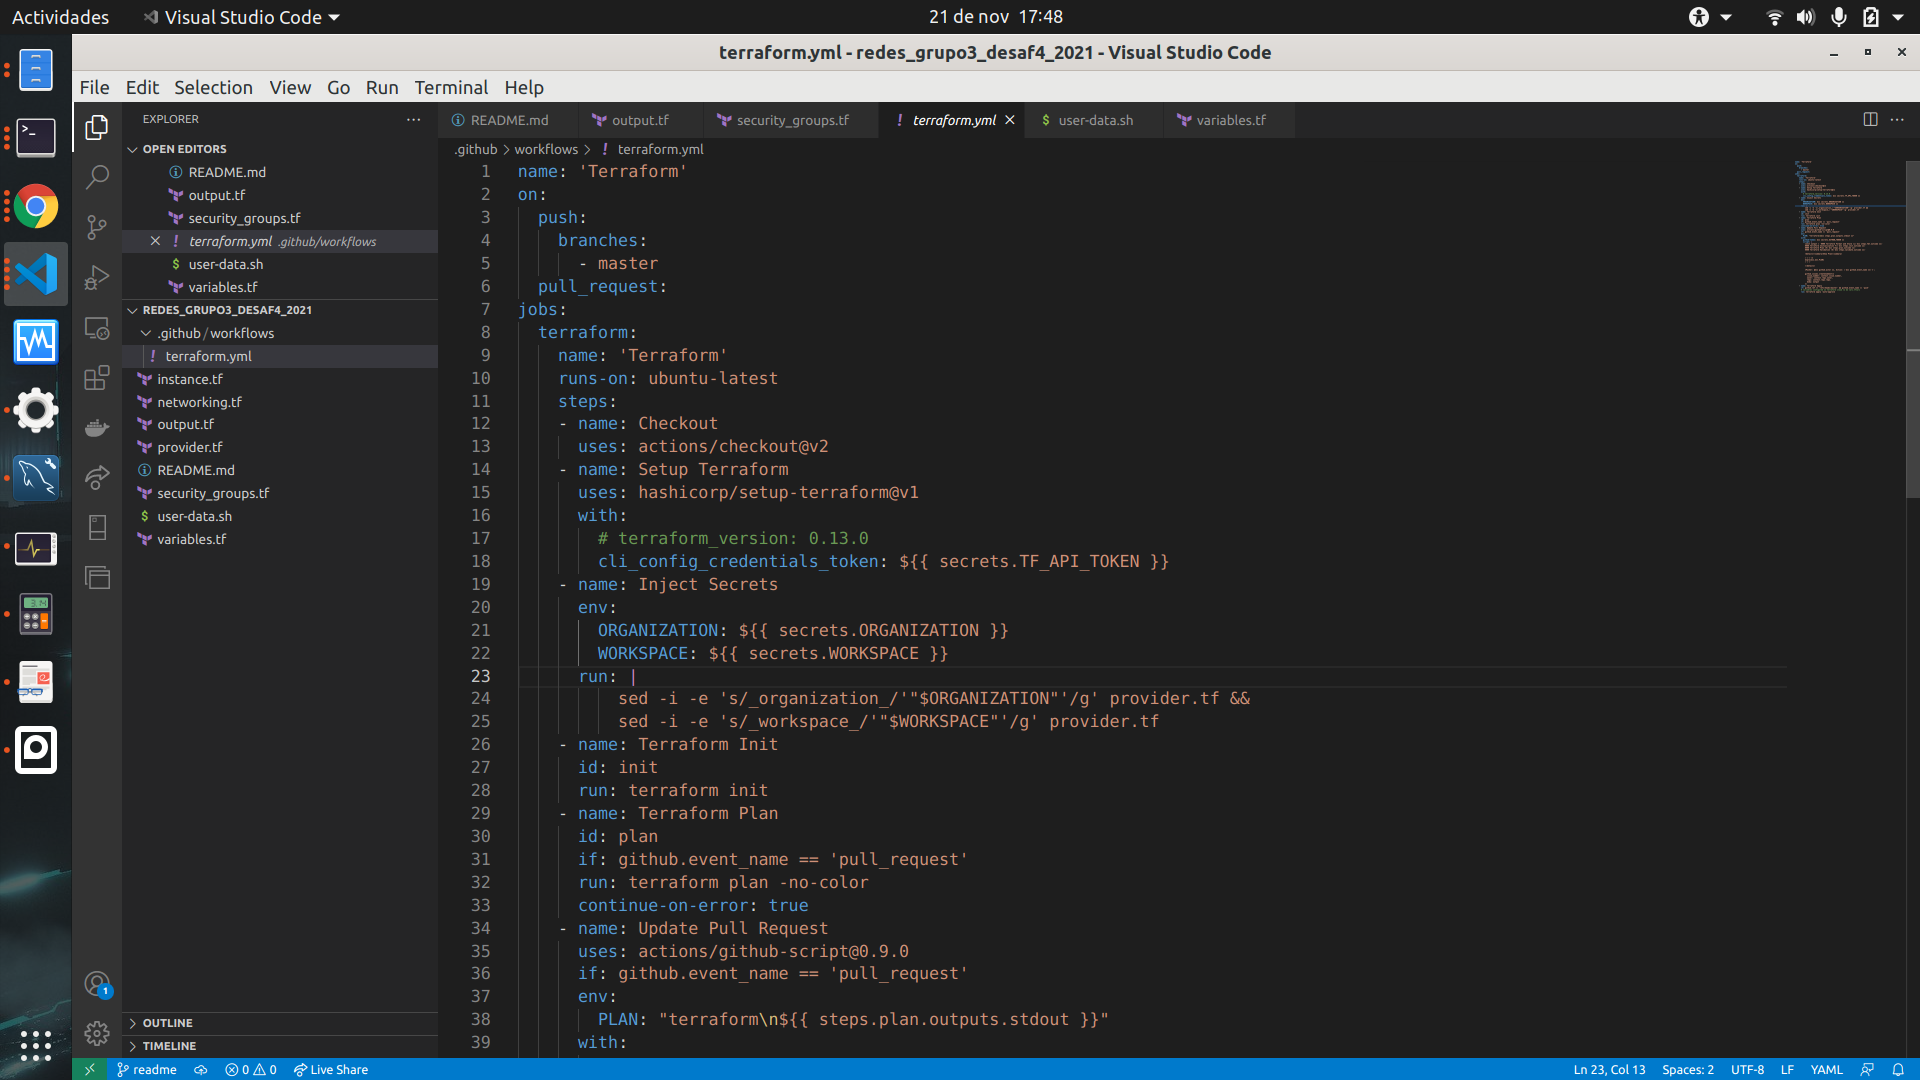 Actividades
Visual Studio Code
21 de nov 17:48
terraform.yml - redes_grupo3_desaf4_2021 - Visual Studio Code
File Edit Selection View Go Run Terminal Help
EXPLORER
OPEN EDITORS
README.md
output.tf
security_groups.tf
terraform.yml .github/workflows
user-data.sh
variables.tf
REDES_GRUPO3_DESAF4_2021
.github/workflows
terraform.yml
instance.tf
networking.tf
output.tf
provider.tf
README.md
security_groups.tf
user-data.sh
variables.tf
OUTLINE
TIMELINE
README.md output.tf security_groups.tf terraform.yml user-data.sh variables.tf
.github > workflows > ! terraform.yml
1 name: 'Terraform'
2 on:
3 push:
4 branches:
5 - master
6 pull_request:
7 jobs:
8 terraform:
9 name: 'Terraform'
10 runs-on: ubuntu-latest
11 steps:
12 - name: Checkout
13 uses: actions/checkout@v2
14 - name: Setup Terraform
15 uses: hashicorp/setup-terraform@v1
16 with:
17 # terraform_version: 0.13.0
18 cli_config_credentials_token: ${{ secrets.TF_API_TOKEN }}
19 - name: Inject Secrets
20 env:
21 ORGANIZATION: ${{ secrets.ORGANIZATION }}
22 WORKSPACE: ${{ secrets.WORKSPACE }}
23 run: |
24 sed -i -e 's/_organization_/'"$ORGANIZATION"'/g' provider.tf &&
25 sed -i -e 's/_workspace_/'"$WORKSPACE"'/g' provider.tf
26 - name: Terraform Init
27 id: init
28 run: terraform init
29 - name: Terraform Plan
30 id: plan
31 if: github.event_name == 'pull_request'
32 run: terraform plan -no-color
33 continue-on-error: true
34 - name: Update Pull Request
35 uses: actions/github-script@0.9.0
36 if: github.event_name == 'pull_request'
37 env:
38 PLAN: "terraform\n${{ steps.plan.outputs.stdout }}"
39 with:
1
readme
0 0
Live Share
Ln 23, Col 13 Spaces: 2 UTF-8 LF YAML